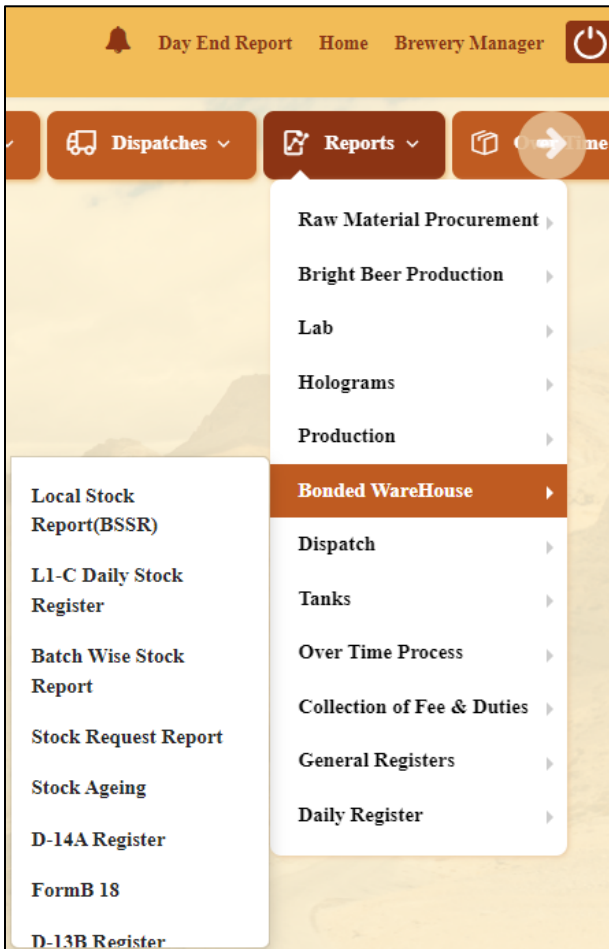 Day End Report Home Brewery Manager
Dispatches Reports Over Time
Raw Material Procurement
Bright Beer Production
Lab
Holograms
Production
Bonded WareHouse
Dispatch
Tanks
Over Time Process
Collection of Fee & Duties
General Registers
Daily Register
Local Stock
Report(BSSR)
L1-C Daily Stock
Register
Batch Wise Stock
Report
Stock Request Report
Stock Ageing
D-14A Register
FormB 18
D-13B Register